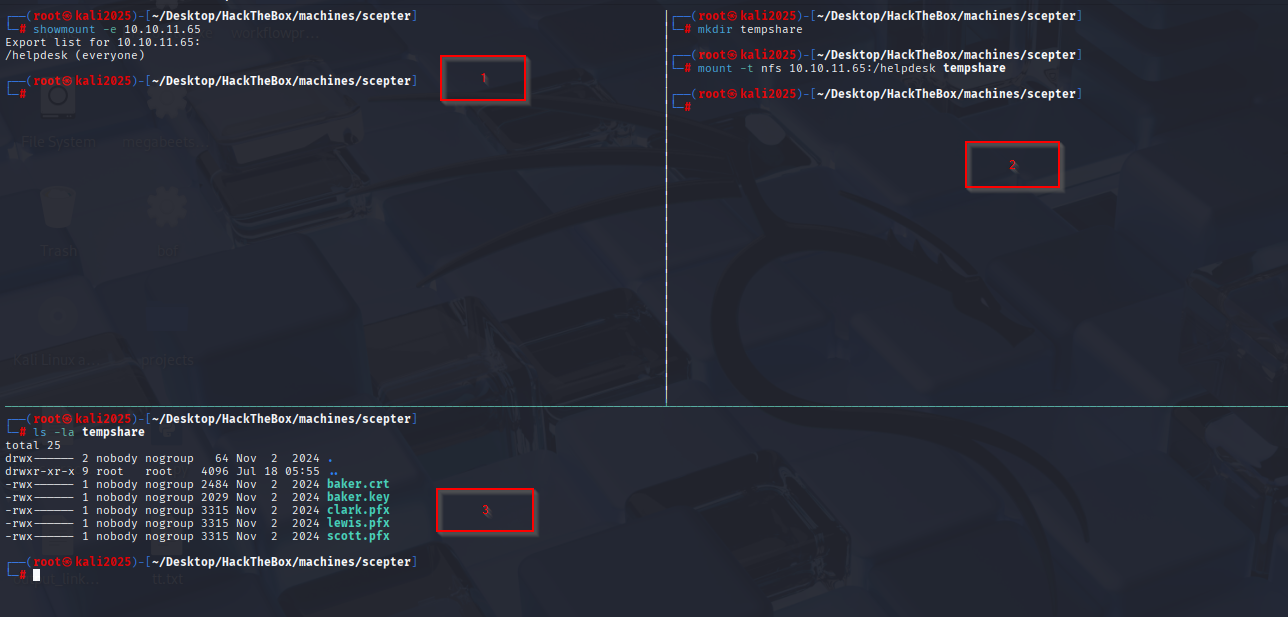 ┌──(root㉿kali2025)-[~/Desktop/HackTheBox/machines/scepter]
└─# showmount -e 10.10.11.65
Export list for 10.10.11.65:
/helpdesk (everyone)
┌──(root㉿kali2025)-[~/Desktop/HackTheBox/machines/scepter]
└─#
1
┌──(root㉿kali2025)-[~/Desktop/HackTheBox/machines/scepter]
└─# mkdir tempshare
┌──(root㉿kali2025)-[~/Desktop/HackTheBox/machines/scepter]
└─# mount -t nfs 10.10.11.65:/helpdesk tempshare
┌──(root㉿kali2025)-[~/Desktop/HackTheBox/machines/scepter]
└─#
2
File System
Trash
projects
┌──(root㉿kali2025)-[~/Desktop/HackTheBox/machines/scepter]
└─# ls -la tempshare
total 25
drwx------ 2 nobody nogroup   64 Nov  2  2024 .
drwxr-xr-x 9 root   root    4096 Jul 18 05:55 ..
-rwx------ 1 nobody nogroup 2484 Nov  2  2024 baker.crt
-rwx------ 1 nobody nogroup 2029 Nov  2  2024 baker.key
-rwx------ 1 nobody nogroup 3315 Nov  2  2024 clark.pfx
-rwx------ 1 nobody nogroup 3315 Nov  2  2024 lewis.pfx
-rwx------ 1 nobody nogroup 3315 Nov  2  2024 scott.pfx
3
┌──(root㉿kali2025)-[~/Desktop/HackTheBox/machines/scepter]
└─#